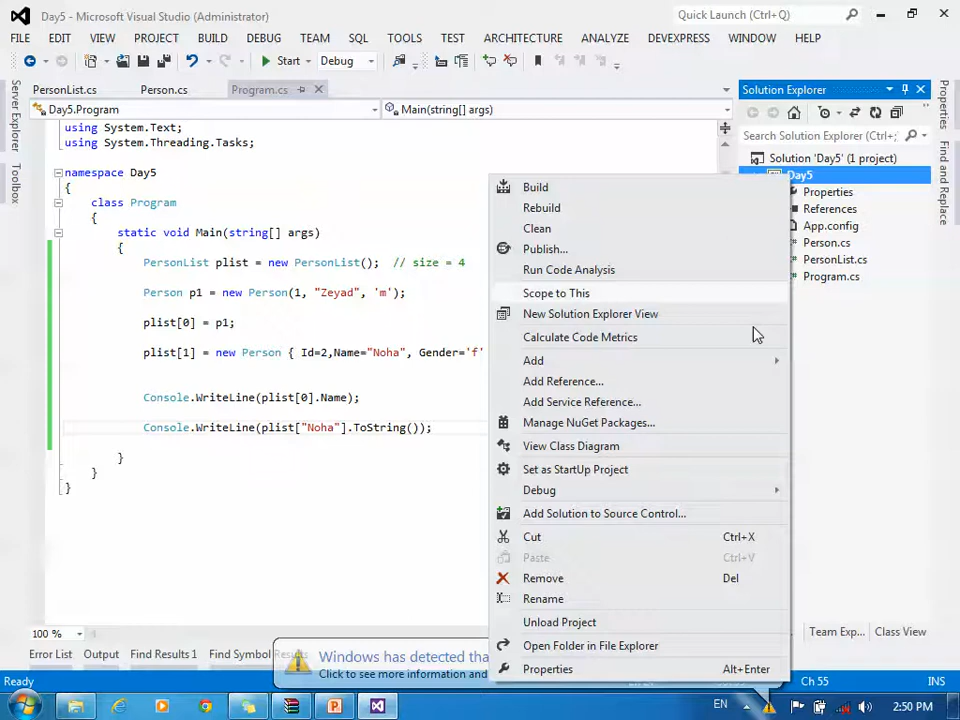 Day5 - Microsoft Visual Studio (Administrator)
Quick Launch (Ctrl+Q)
FILE EDIT VIEW PROJECT BUILD DEBUG TEAM SQL TOOLS TEST ARCHITECTURE ANALYZE DEVEXPRESS WINDOW HELP
Start Debug
PersonList.cs Person.cs Program.cs
Day5.Program Main(string[] args)
using System.Text;
using System.Threading.Tasks;
namespace Day5
{
class Program
{
static void Main(string[] args)
{
PersonList plist = new PersonList(); // size = 4
Person p1 = new Person(1, "Zeyad", 'm');
plist[0] = p1;
plist[1] = new Person { Id=2,Name="Noha", Gender='f'
Console.WriteLine(plist[0].Name);
Console.WriteLine(plist["Noha"].ToString());
}
}
}
Server Explorer
Toolbox
Build
Rebuild
Clean
Publish...
Run Code Analysis
Scope to This
New Solution Explorer View
Calculate Code Metrics
Add
Add Reference...
Add Service Reference...
Manage NuGet Packages...
View Class Diagram
Set as StartUp Project
Debug
Add Solution to Source Control...
Cut Ctrl+X
Paste Ctrl+V
Remove Del
Rename
Unload Project
Open Folder in File Explorer
Properties Alt+Enter
Solution Explorer
Search Solution Explorer (Ctrl+;
Solution 'Day5' (1 project)
Day5
Properties
References
App.config
Person.cs
PersonList.cs
Program.cs
Properties
Find and Replace
Team Exp... Class View
100 %
Error List Output Find Results 1 Find Symbol
Windows has detected tha
Click to see more information and
Ready
Ch 55
INS
EN
2:50 PM